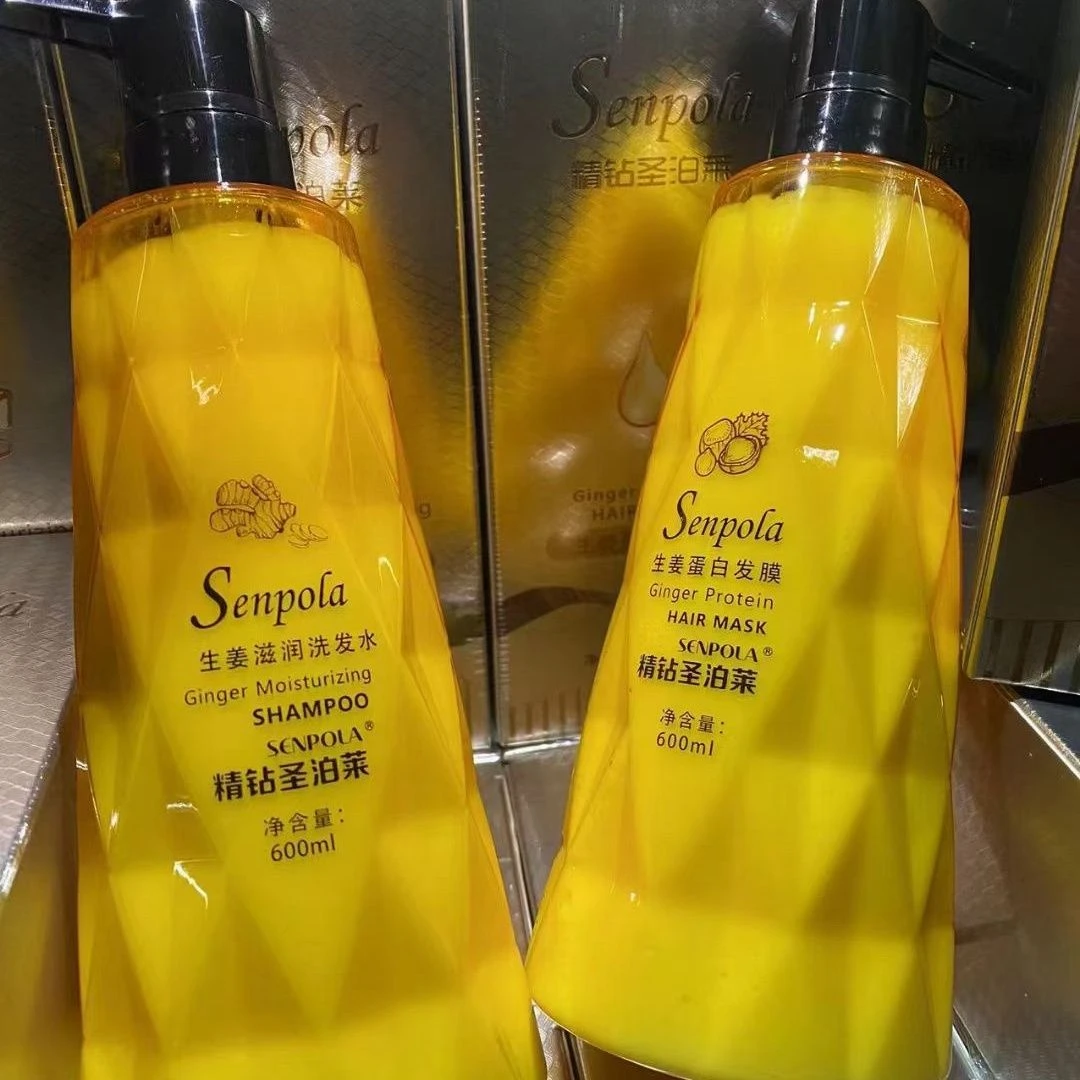 Senpola
生姜滋润洗发水
Ginger Moisturizing
SHAMPOO
SENPOLA®
精钻圣泊莱
净含量：
600ml
Senpola
生姜蛋白发膜
Ginger Protein
HAIR MASK
SENPOLA®
精钻圣泊莱
净含量：
600ml
Senpola
精钻圣泊莱
Ginger
HAIR